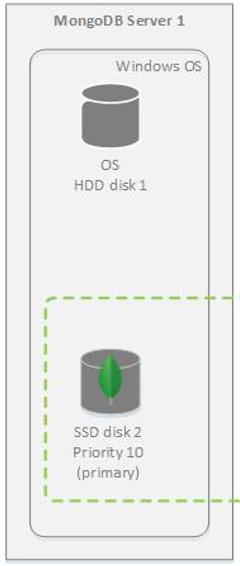 MongoDB Server 1
Windows OS
OS
HDD disk 1
SSD disk 2
Priority 10
(primary)